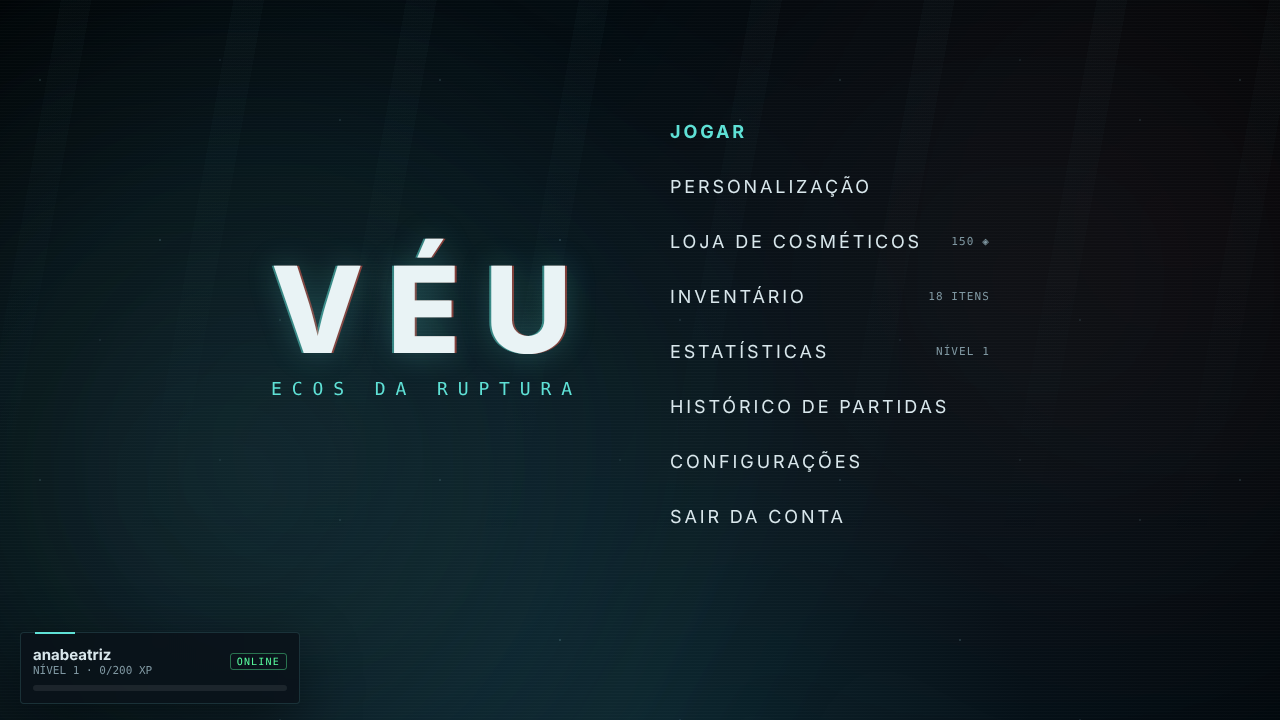 VÉU
ECOS DA RUPTURA
JOGAR
PERSONALIZAÇÃO
LOJA DE COSMÉTICOS 150 ◈
INVENTÁRIO 18 ITENS
ESTATÍSTICAS NÍVEL 1
HISTÓRICO DE PARTIDAS
CONFIGURAÇÕES
SAIR DA CONTA
anabeatriz
NÍVEL 1 · 0/200 XP
ONLINE